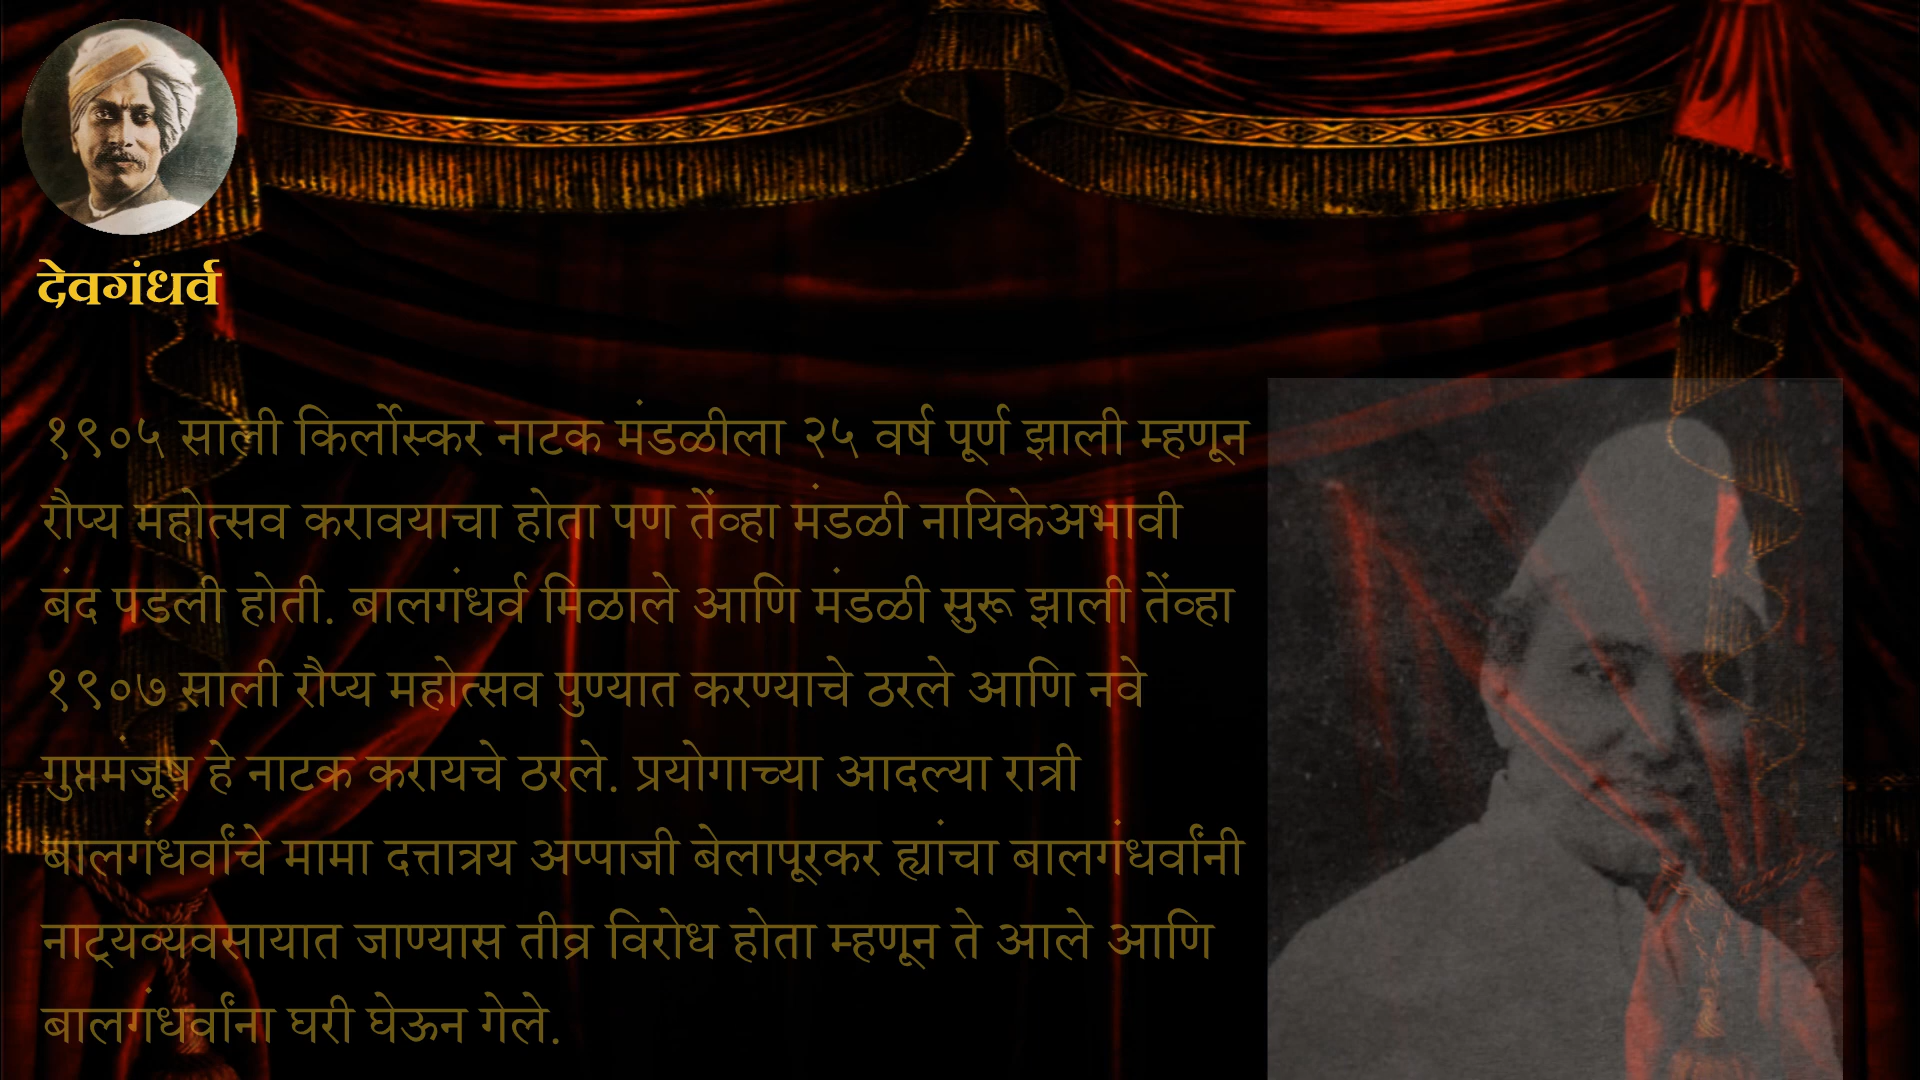 देवगंधर्व
१९०५ साली किर्लोस्कर नाटक मंडळीला २५ वर्ष पूर्ण झाली म्हणून
रौप्य महोत्सव करावयाचा होता पण तेंव्हा मंडळी नायिकेअभावी
बंद पडली होती. बालगंधर्व मिळाले आणि मंडळी सुरू झाली तेंव्हा
१९०७ साली रौप्य महोत्सव पुण्यात करण्याचे ठरले आणि नवे
गुप्तमजूष हे नाटक करायचे ठरले. प्रयोगाच्या आदल्या रात्री
बालगंधर्वांचे मामा दत्तात्रय अप्पाजी बेलापूरकर ह्यांचा बालगंधर्वांनी
नाट्यव्यवसायात जाण्यास तीव्र विरोध होता म्हणून ते आले आणि
बालगंधर्वांना घरी घेऊन गेले.